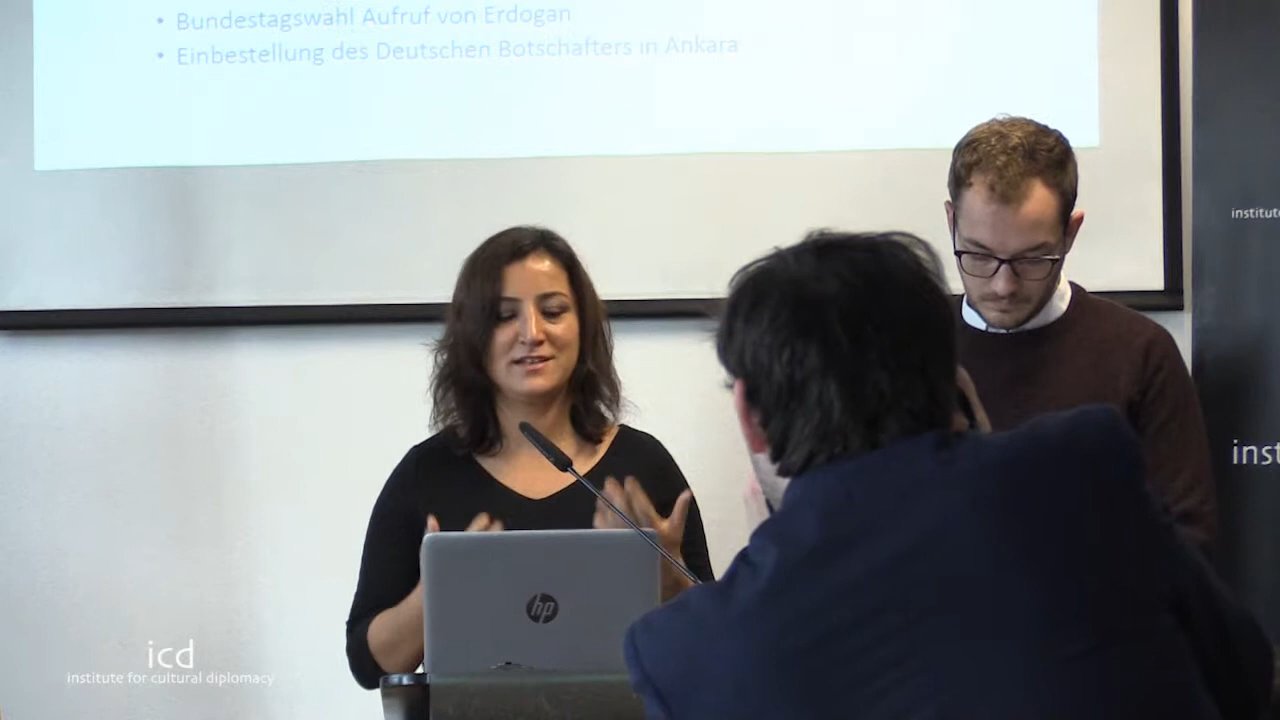 • Bundestagswahl Aufruf von Erdogan
• Einbestellung des Deutschen Botschafters in Ankara
institute
inst
hp
icd
institute for cultural diplomacy